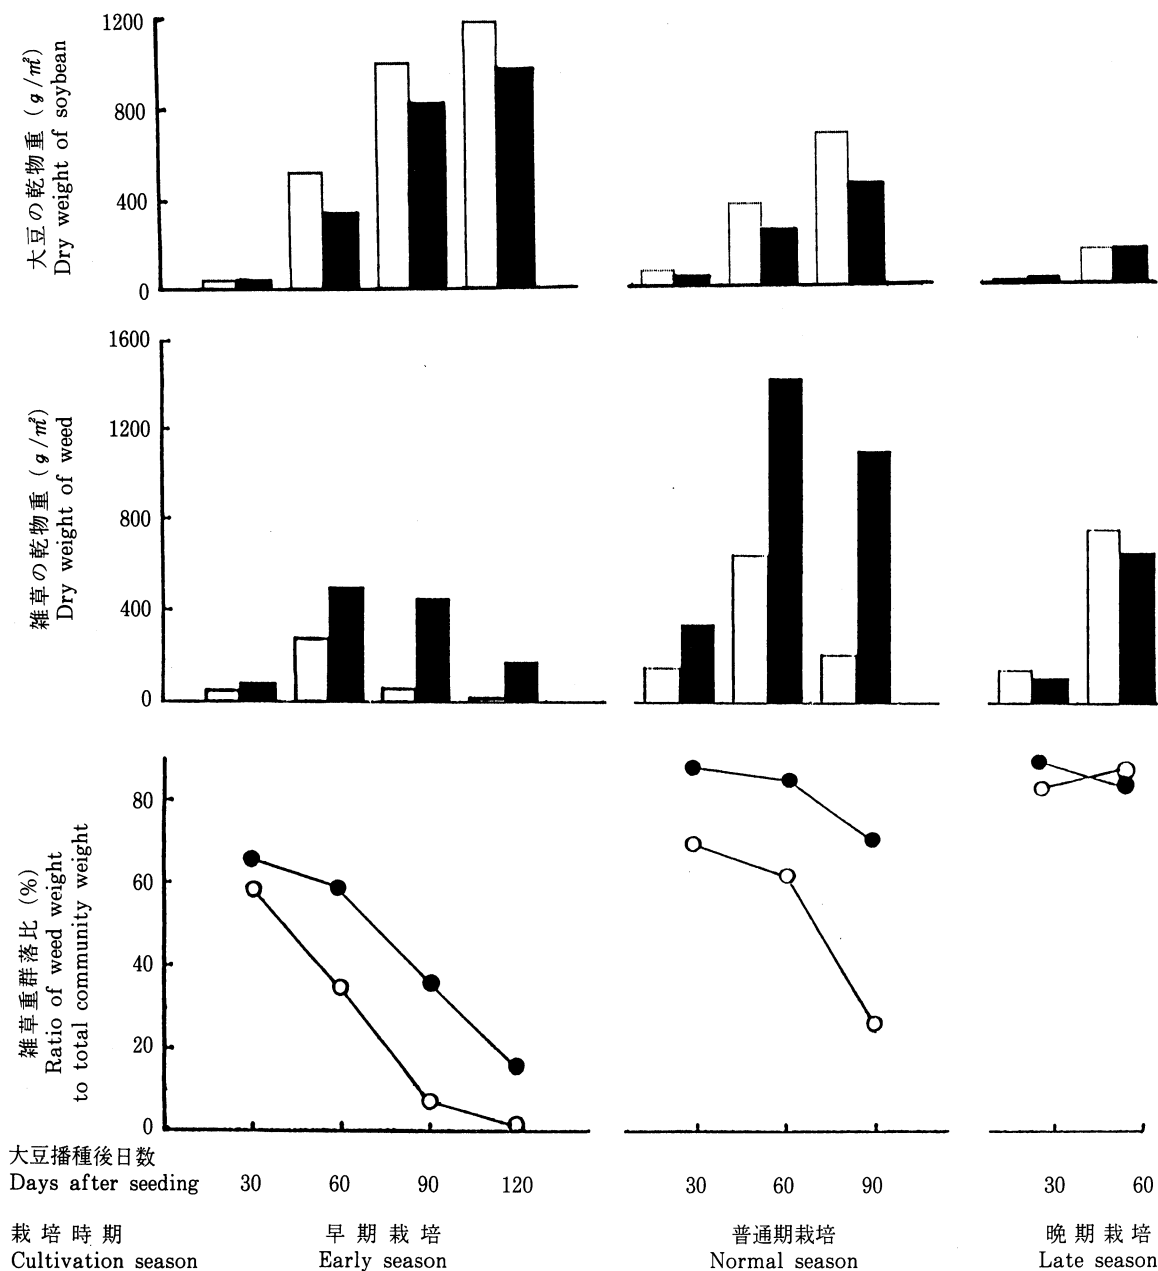 大豆の乾物重 (g/㎡)
Dry weight of soybean
1200
800
400
0
雑草の乾物重 (g/㎡)
Dry weight of weed
1600
1200
800
400
0
雑草重群落比 (%)
Ratio of weed weight
to total community weight
80
60
40
20
0
大豆播種後日数
Days after seeding 30 60 90 120 30 60 90 30 60
栽培時期 早期栽培 普通期栽培 晩期栽培
Cultivation season Early season Normal season Late season